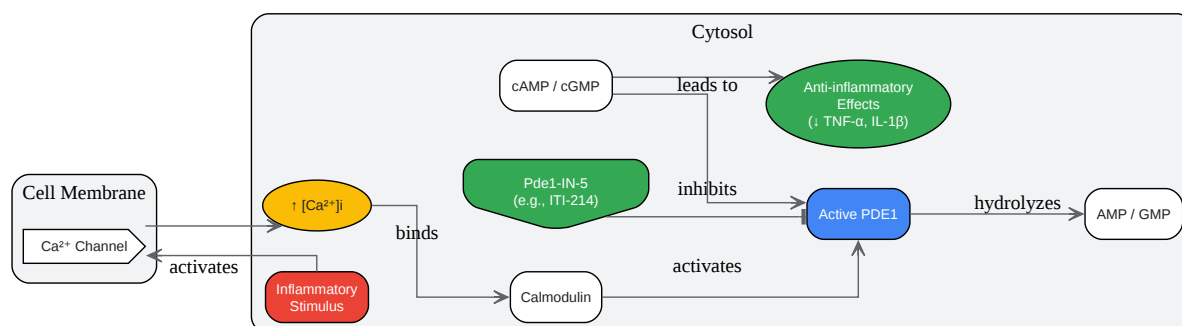 Cytosol
cAMP / cGMP
leads to
Anti-inflammatory
Effects
(↓ TNF-α, IL-1β)
Cell Membrane
Ca²⁺ Channel
↑ [Ca²⁺]i
Pde1-IN-5
(e.g., ITI-214)
inhibits
Active PDE1
hydrolyzes
AMP / GMP
binds
activates
Inflammatory
Stimulus
Calmodulin
activates